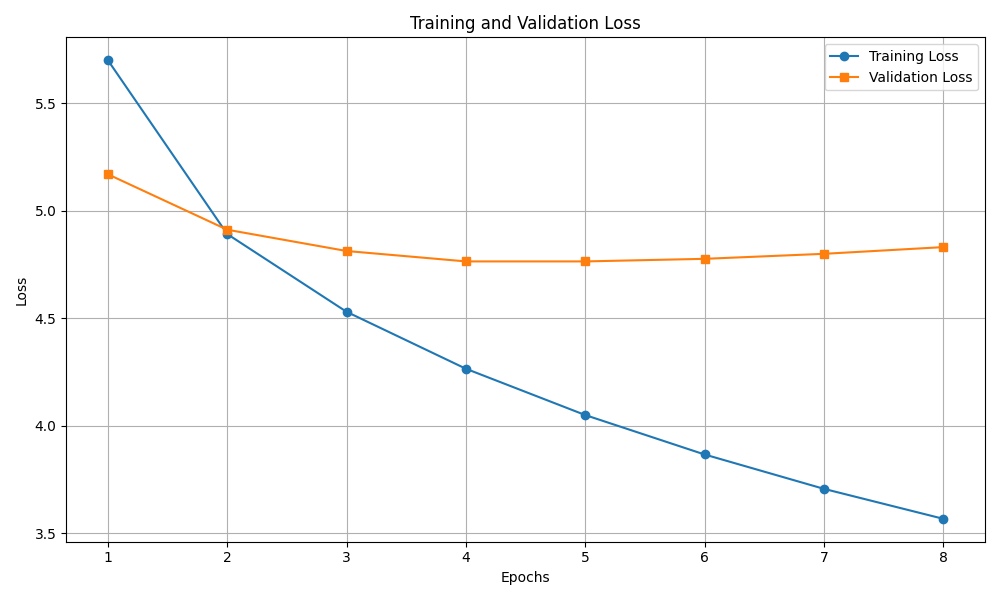 Training and Validation Loss
Training Loss
Validation Loss
5.5
5.0
4.5
4.0
3.5
Loss
1 2 3 4 5 6 7 8
Epochs